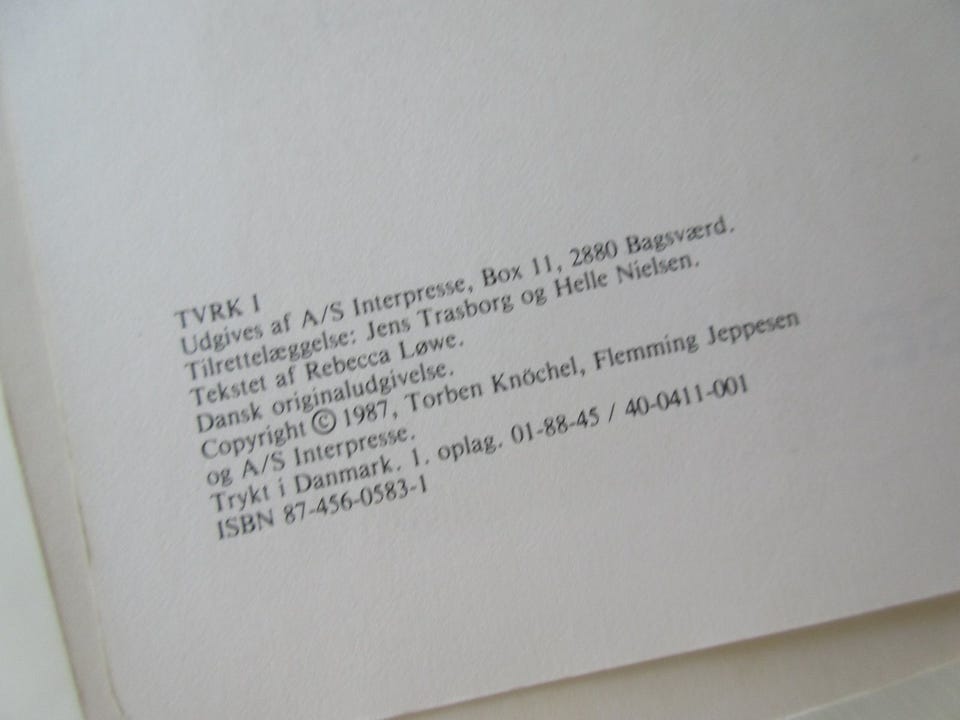 TVRK I
Udgives af A/S Interpresse, Box 11, 2880 Bagsværd.
Tilrettelæggelse: Jens Trasborg og Helle Nielsen.
Tekstet af Rebecca Løwe.
Dansk originaludgivelse.
Copyright © 1987, Torben Knöchel, Flemming Jeppesen
og A/S Interpresse.
Trykt i Danmark. 1. oplag. 01-88-45 / 40-0411-001
ISBN 87-456-0583-1